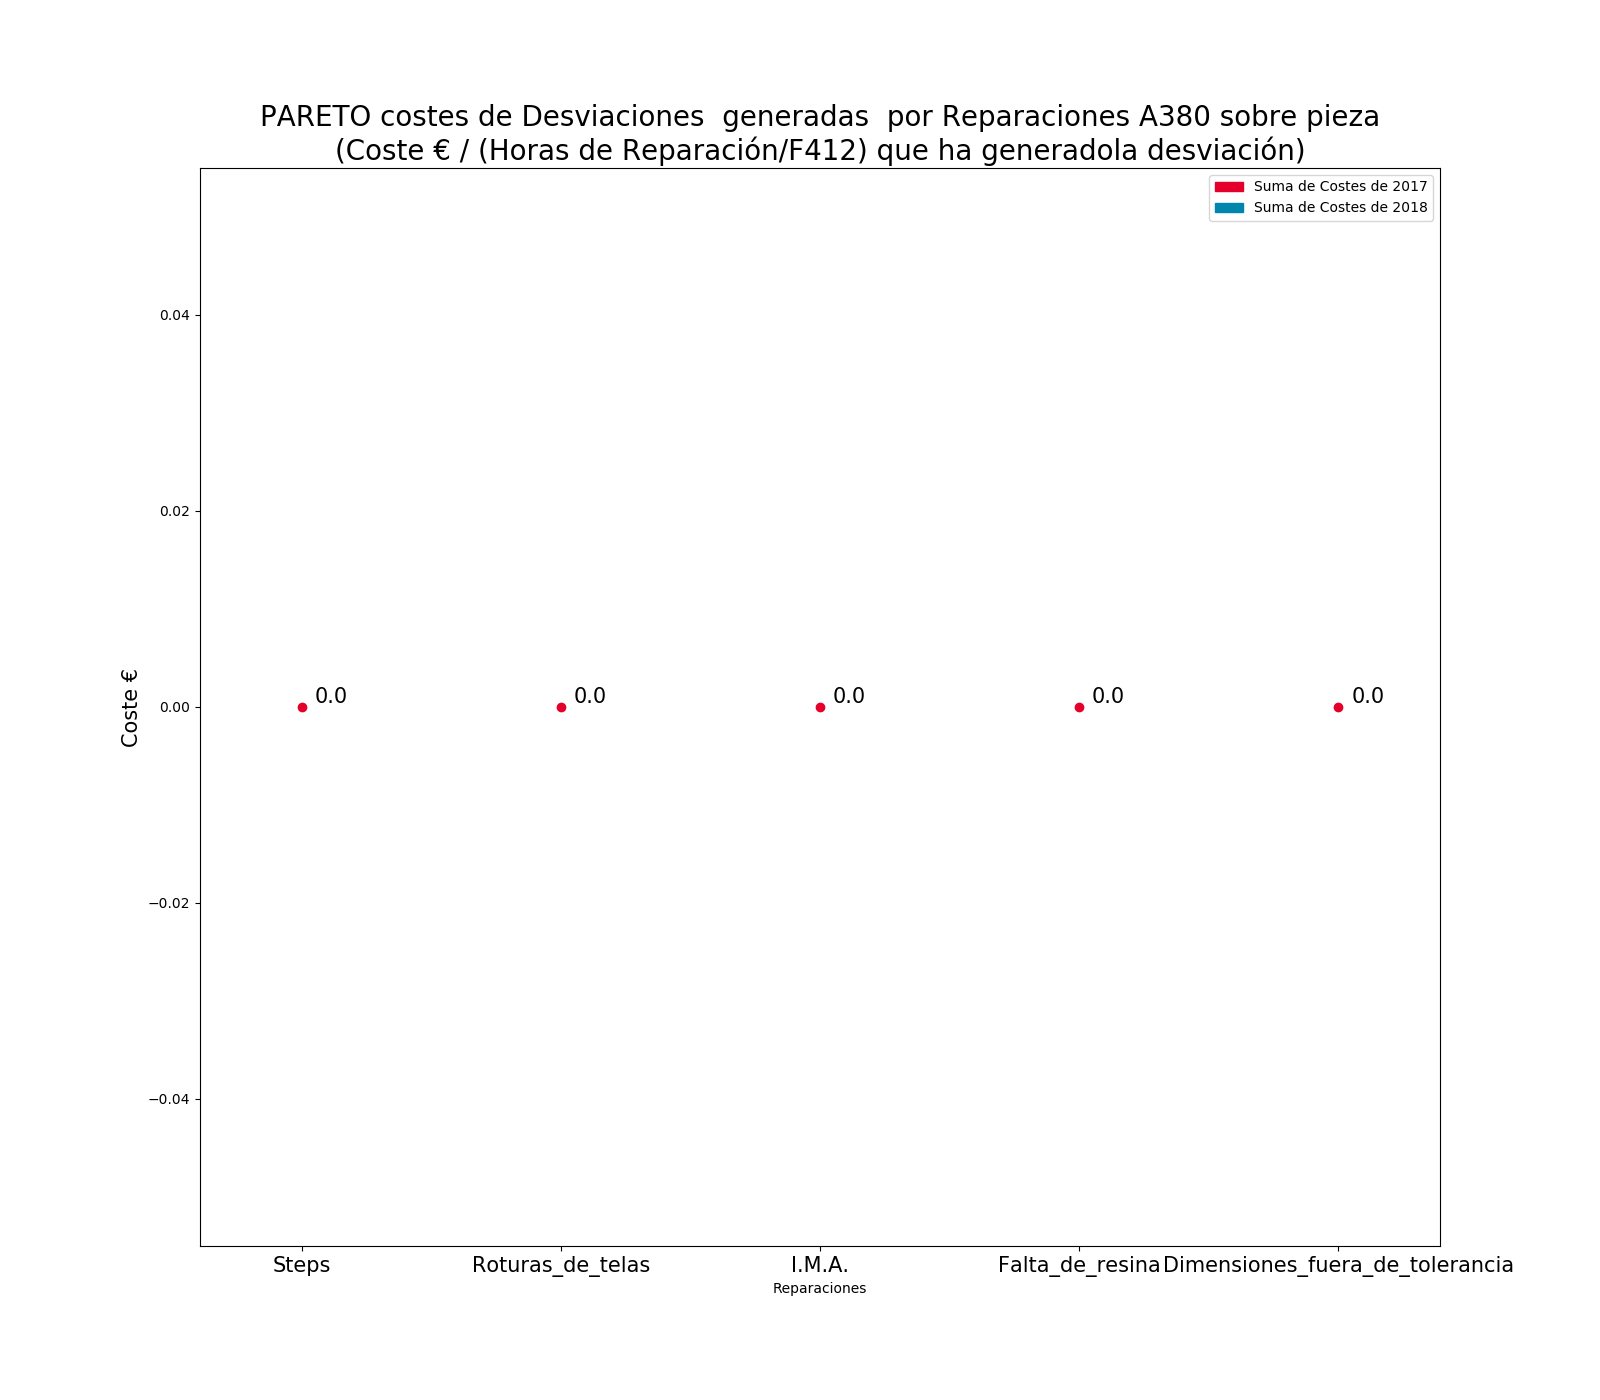 PARETO costes de Desviaciones  generadas  por Reparaciones A380 sobre pieza
(Coste € / (Horas de Reparación/F412) que ha generadola desviación)
Suma de Costes de 2017
Suma de Costes de 2018
0.04
0.02
0.00
−0.02
−0.04
Coste €
0.0 0.0 0.0 0.0 0.0
Steps Roturas_de_telas I.M.A. Falta_de_resina Dimensiones_fuera_de_tolerancia
Reparaciones